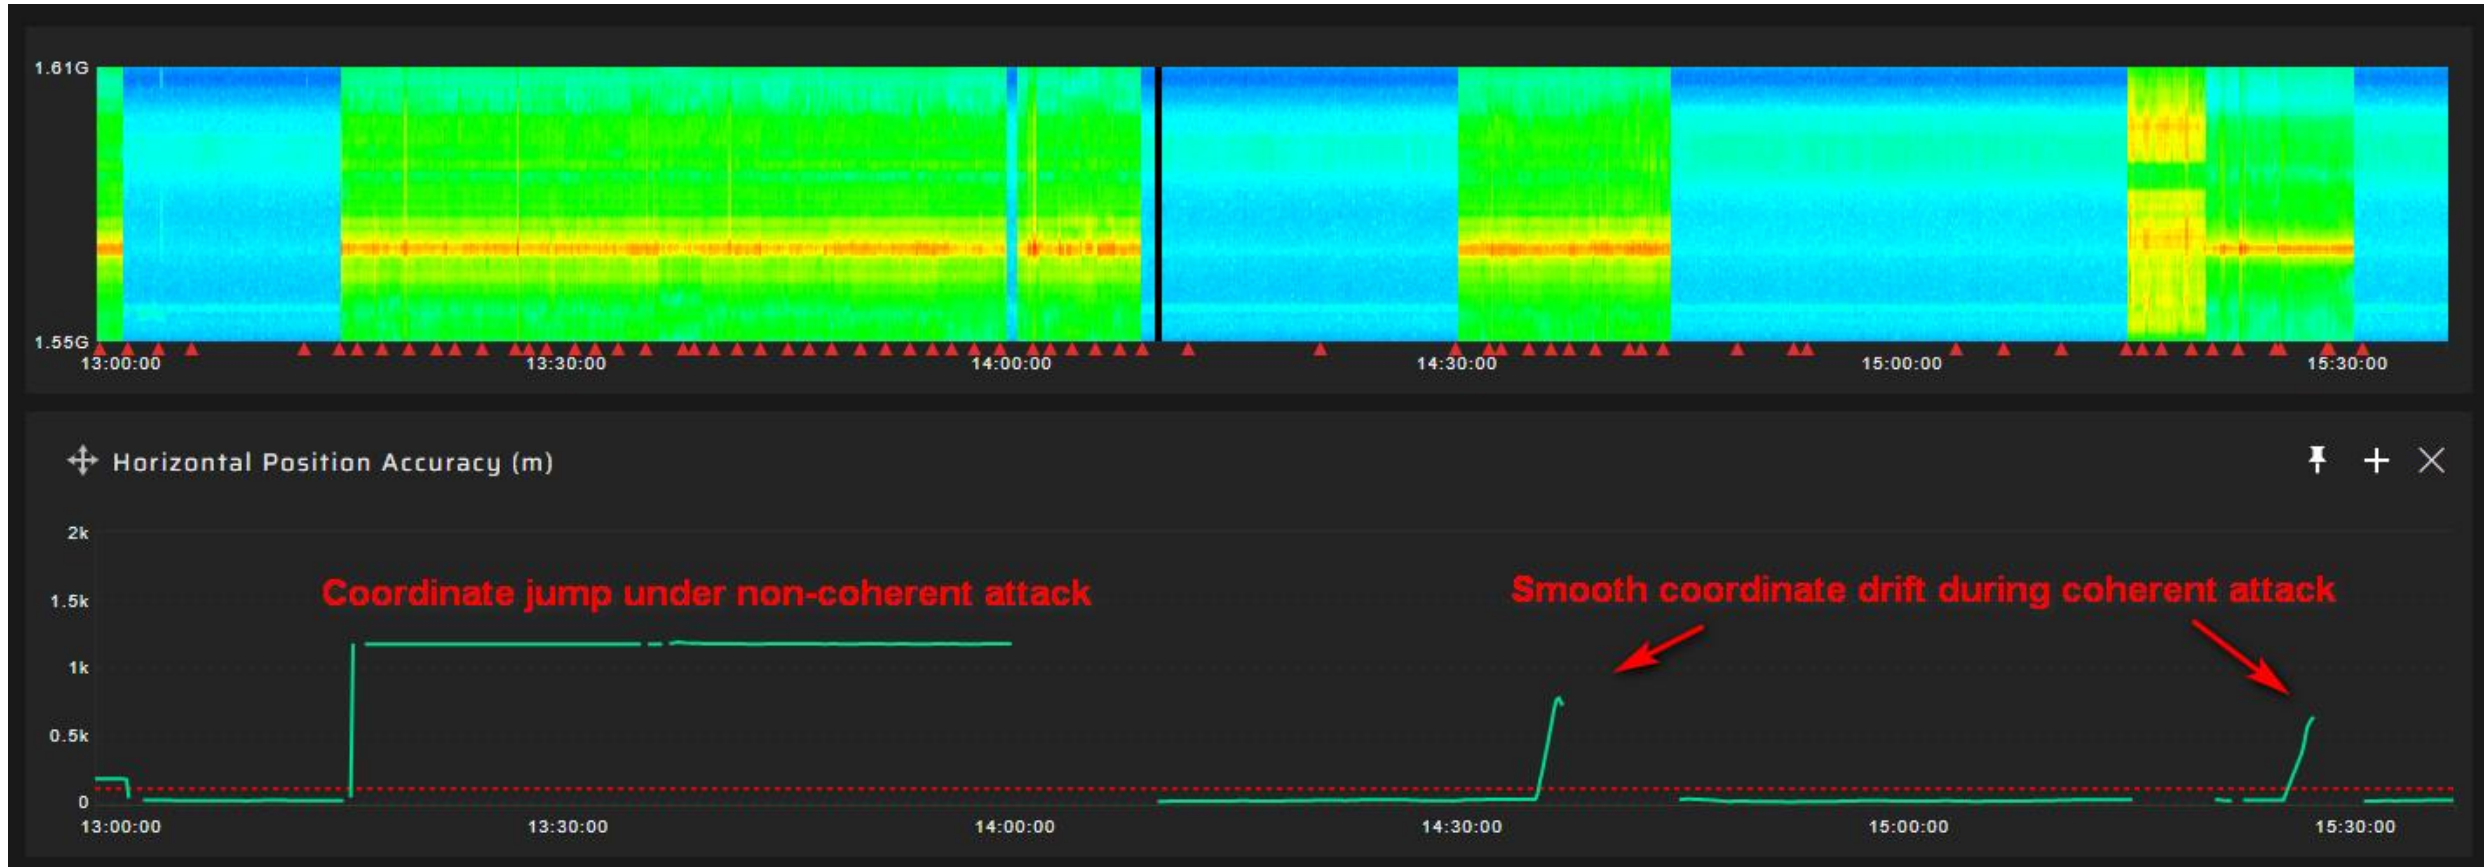 1.61G
1.55G
13:00:00 13:30:00 14:00:00 14:30:00 15:00:00 15:30:00
Horizontal Position Accuracy (m)
2k
Coordinate jump under non-coherent attack
Smooth coordinate drift during coherent attack
1.5k
1k
0.5k
0
13:00:00 13:30:00 14:00:00 14:30:00 15:00:00 15:30:00